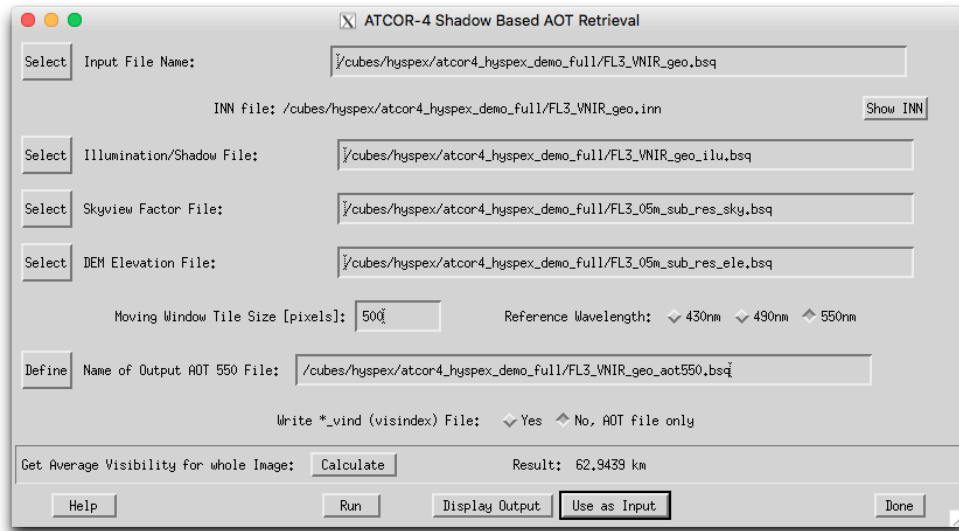 ATCOR-4 Shadow Based AOT Retrieval
Select Input File Name: /cubes/hyspex/atcor4_hyspex_demo_full/FL3_VNIR_geo.bsq
INN file: /cubes/hyspex/atcor4_hyspex_demo_full/FL3_VNIR_geo.inn Show INN
Select Illumination/Shadow File: /cubes/hyspex/atcor4_hyspex_demo_full/FL3_VNIR_geo_ilu.bsq
Select Skyview Factor File: /cubes/hyspex/atcor4_hyspex_demo_full/FL3_05m_sub_res_sky.bsq
Select DEM Elevation File: /cubes/hyspex/atcor4_hyspex_demo_full/FL3_05m_sub_res_ele.bsq
Moving Window Tile Size [pixels]: 500 Reference Wavelength: 430nm 490nm 550nm
Define Name of Output AOT 550 File: /cubes/hyspex/atcor4_hyspex_demo_full/FL3_VNIR_geo_aot550.bsq
Write *_vind (visindex) File: Yes No, AOT file only
Get Average Visibility for whole Image: Calculate Result: 62.9439 km
Help Run Display Output Use as Input Done